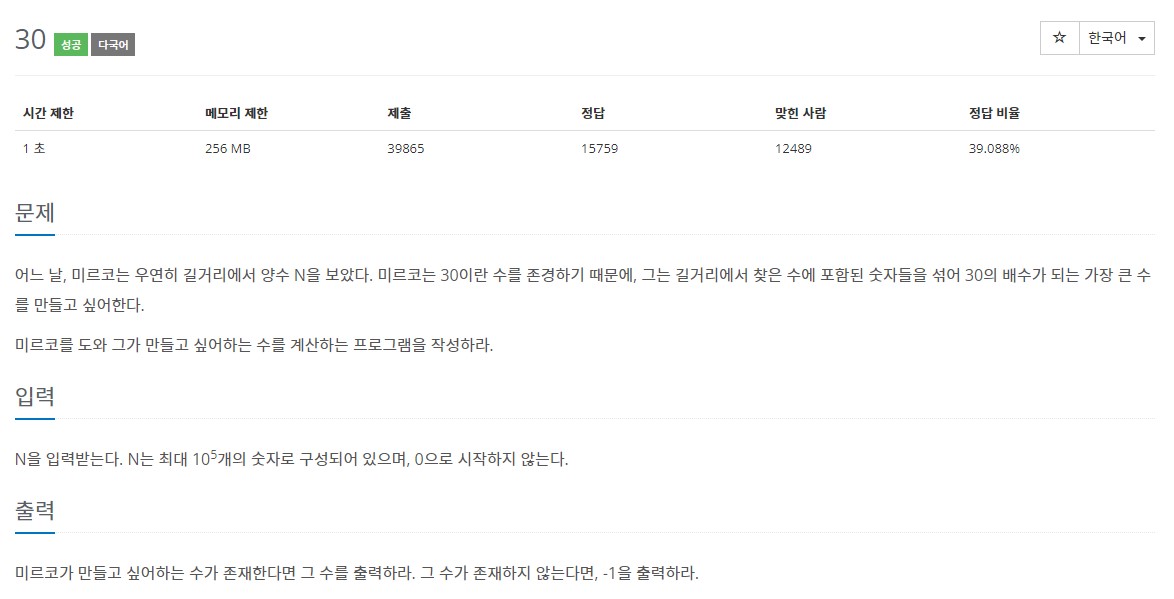 30 성공 다국어
☆ 한국어
시간 제한 메모리 제한 제출 정답 맞힌 사람 정답 비율
1 초 256 MB 39865 15759 12489 39.088%
문제
어느 날, 미르코는 우연히 길거리에서 양수 N을 보았다. 미르코는 30이란 수를 존경하기 때문에, 그는 길거리에서 찾은 수에 포함된 숫자들을 섞어 30의 배수가 되는 가장 큰 수
를 만들고 싶어한다.
미르코를 도와 그가 만들고 싶어하는 수를 계산하는 프로그램을 작성하라.
입력
N을 입력받는다. N는 최대 10⁵개의 숫자로 구성되어 있으며, 0으로 시작하지 않는다.
출력
미르코가 만들고 싶어하는 수가 존재한다면 그 수를 출력하라. 그 수가 존재하지 않는다면, -1을 출력하라.